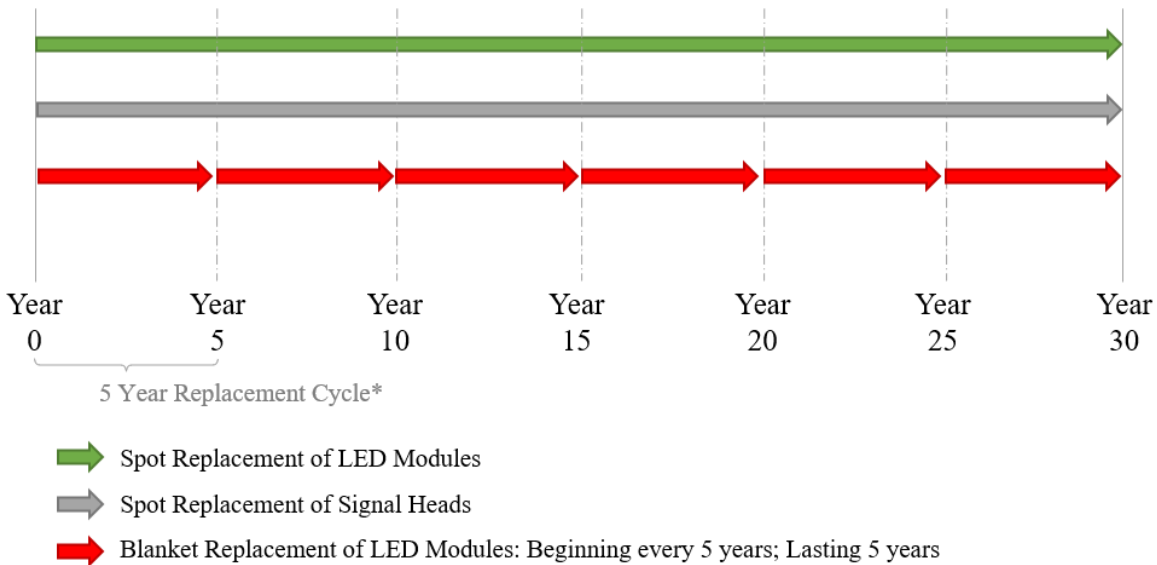 Year Year Year Year Year Year Year
0 5 10 15 20 25 30
5 Year Replacement Cycle*
Spot Replacement of LED Modules
Spot Replacement of Signal Heads
Blanket Replacement of LED Modules: Beginning every 5 years; Lasting 5 years